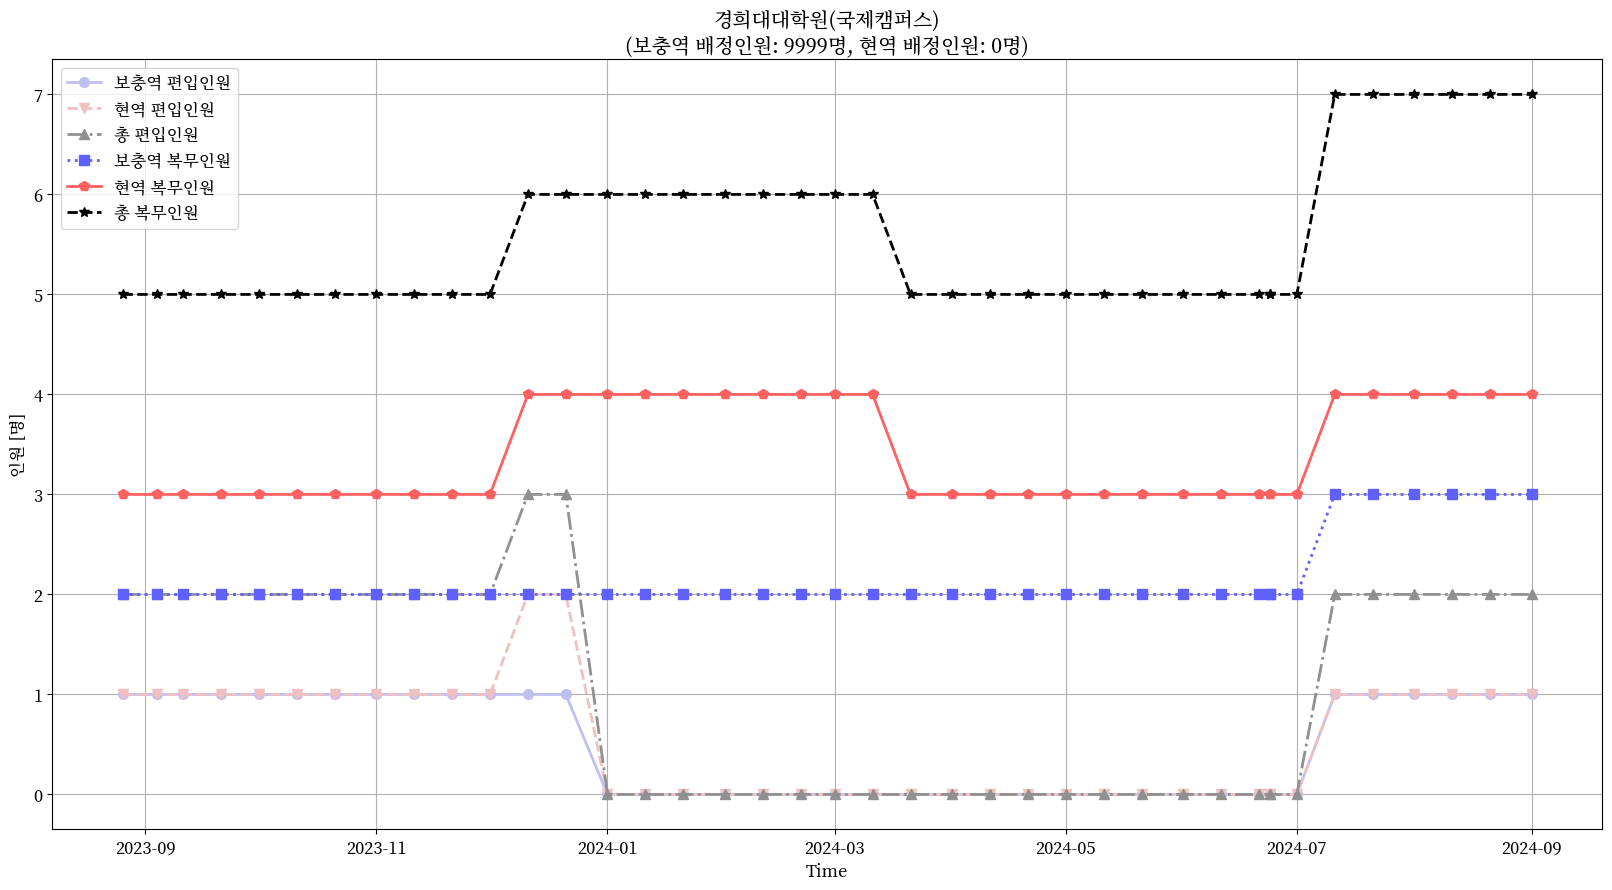 경희대대학원(국제캠퍼스)
(보충역 배정인원: 9999명, 현역 배정인원: 0명)
보충역 편입인원
현역 편입인원
총 편입인원
보충역 복무인원
현역 복무인원
총 복무인원
7
6
5
4
3
2
1
0
인원 [명]
2023-09
2023-11
2024-01
2024-03
2024-05
2024-07
2024-09
Time